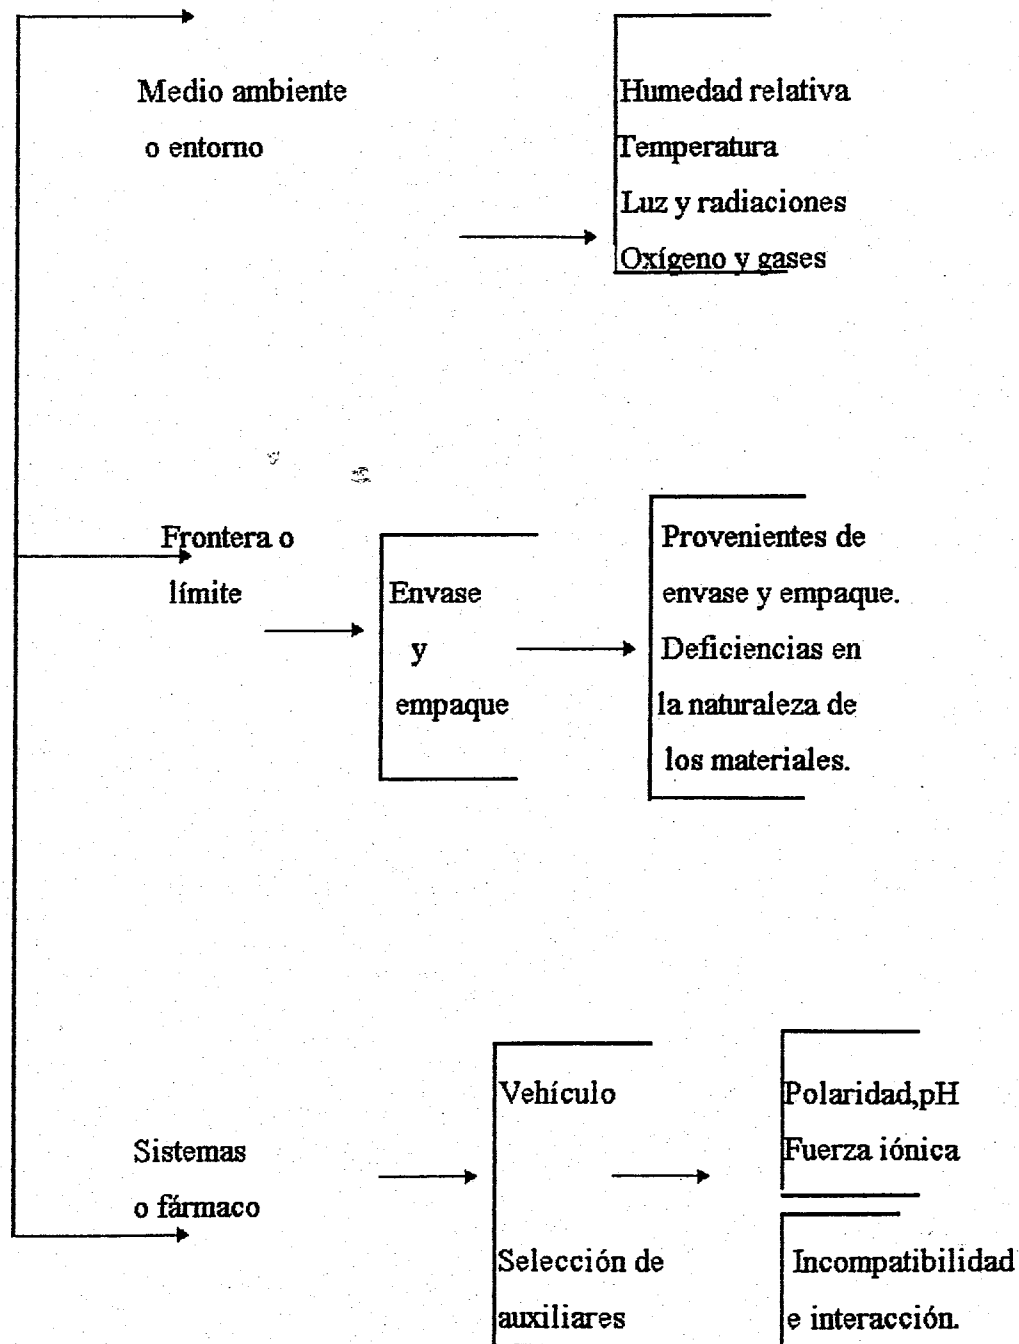 Medio ambiente
o entorno
Humedad relativa
Temperatura
Luz y radiaciones
Oxígeno y gases
Frontera o
límite
Envase
y
empaque
Provenientes de
envase y empaque.
Deficiencias en
la naturaleza de
los materiales.
Sistemas
o fármaco
Vehículo
Polaridad,pH
Fuerza iónica
Selección de
auxiliares
Incompatibilidad
e interacción.